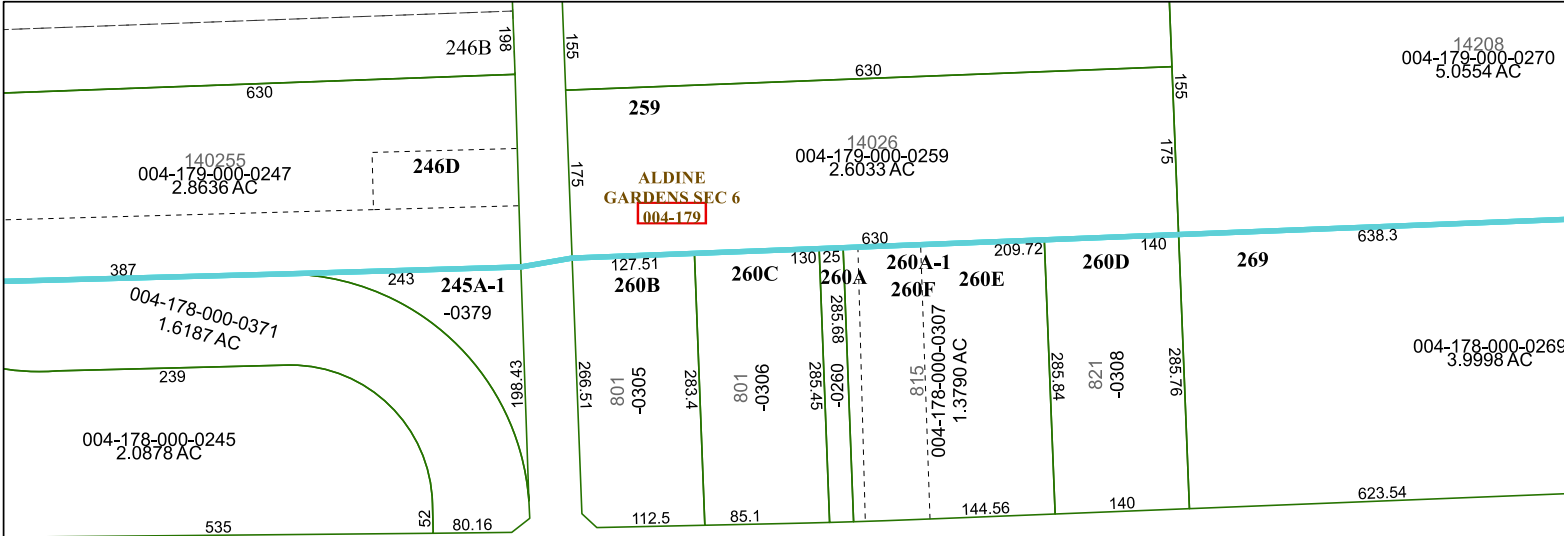 246B
198
155
630
630
155
14208
004-179-000-0270
5.0554 AC
259
140255
004-179-000-0247
2.8636 AC
246D
175
14026
004-179-000-0259
2.6033 AC
175
ALDINE
GARDENS SEC 6
004-179
630
387
243
127.51
130
25
209.72
140
638.3
245A-1
-0379
260B
260C
260A
260A-1
260F
260E
260D
269
004-178-000-0371
1.6187 AC
239
198.43
266.51
801
-0305
283.4
801
-0306
285.45
285.68
-0260
815
004-178-000-0307
1.3790 AC
285.84
821
-0308
285.76
004-178-000-0269
3.9998 AC
004-178-000-0245
2.0878 AC
535
52
80.16
112.5
85.1
144.56
140
623.54